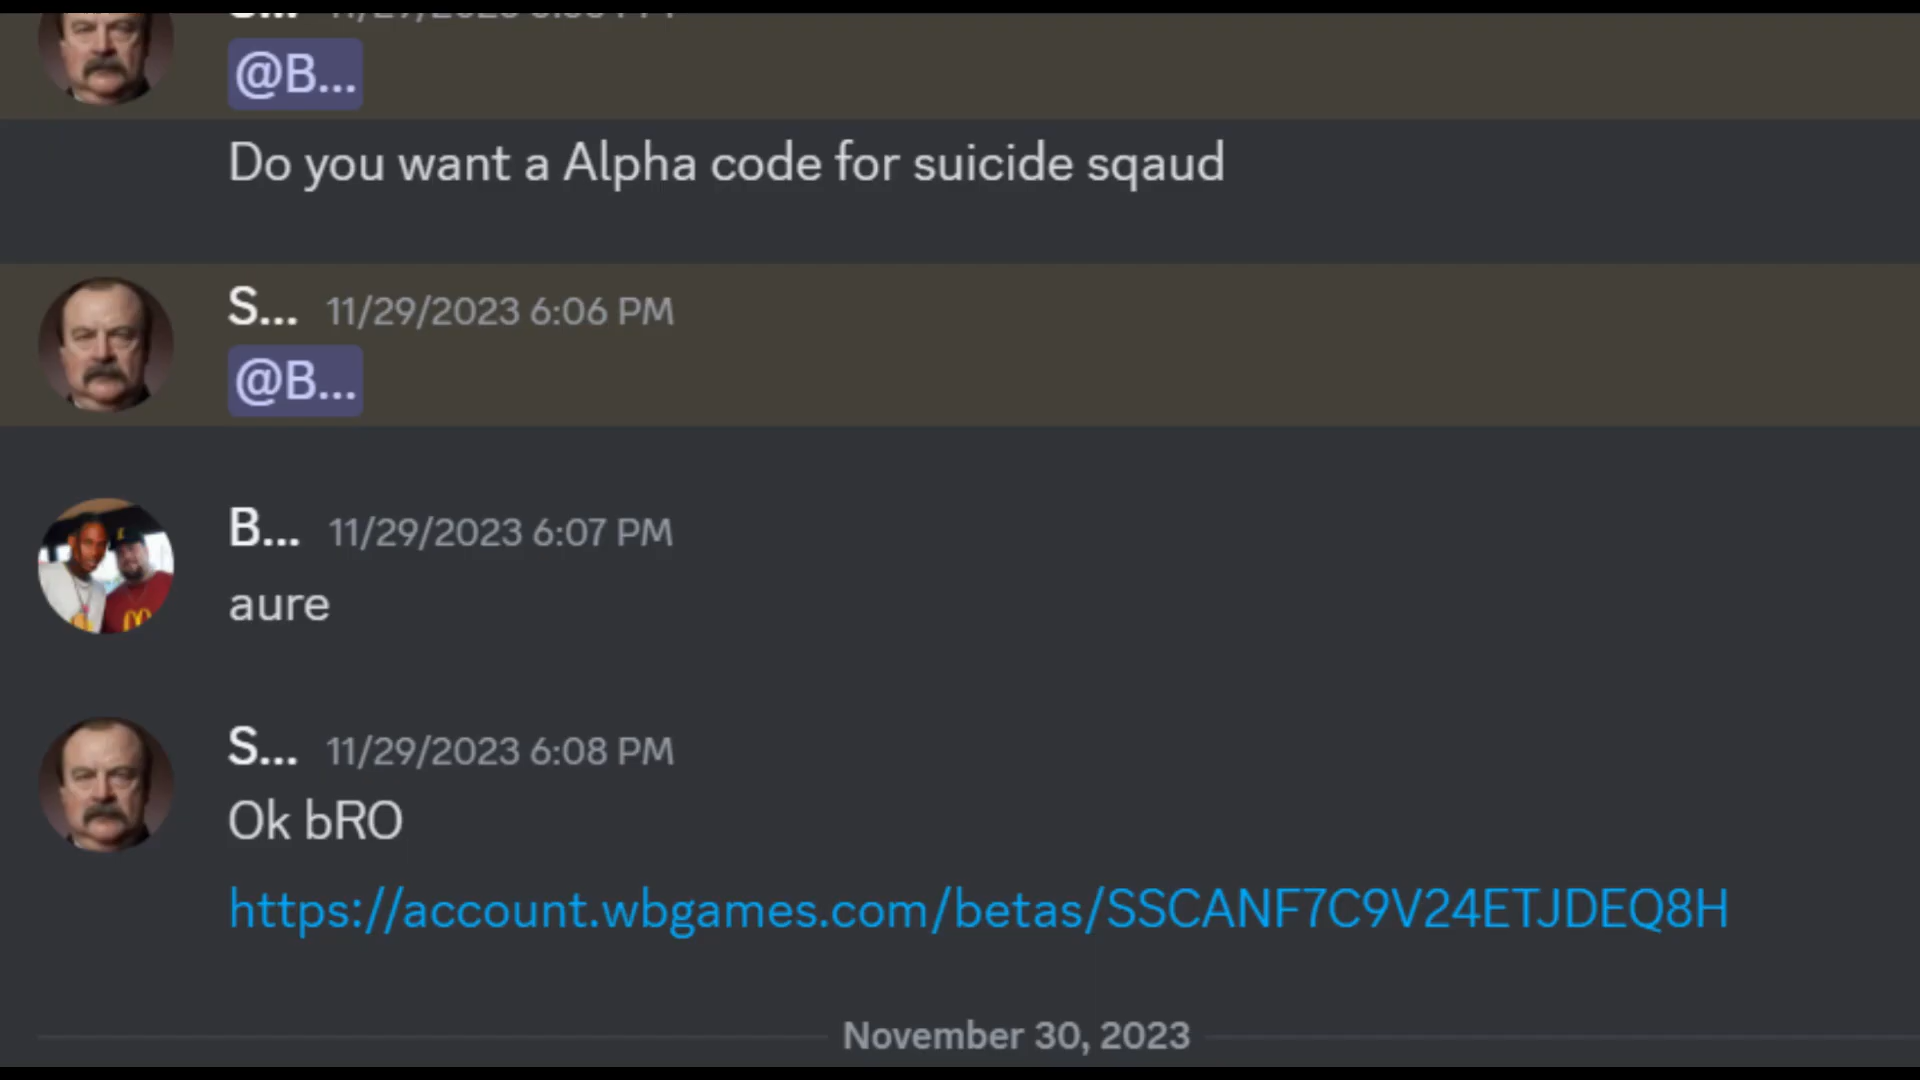 @B...
Do you want a Alpha code for suicide sqaud
S... 11/29/2023 6:06 PM
@B...
B... 11/29/2023 6:07 PM
aure
S... 11/29/2023 6:08 PM
Ok bRO
https://account.wbgames.com/betas/SSCANF7C9V24ETJDEQ8H
November 30, 2023